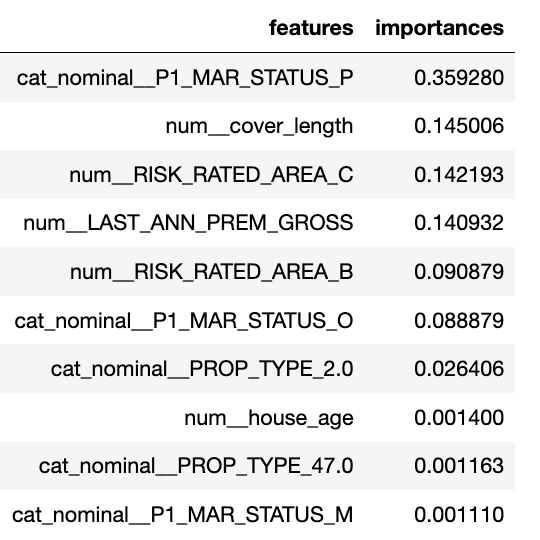 features importances
cat_nominal__P1_MAR_STATUS_P 0.359280
num__cover_length 0.145006
num__RISK_RATED_AREA_C 0.142193
num__LAST_ANN_PREM_GROSS 0.140932
num__RISK_RATED_AREA_B 0.090879
cat_nominal__P1_MAR_STATUS_O 0.088879
cat_nominal__PROP_TYPE_2.0 0.026406
num__house_age 0.001400
cat_nominal__PROP_TYPE_47.0 0.001163
cat_nominal__P1_MAR_STATUS_M 0.001110